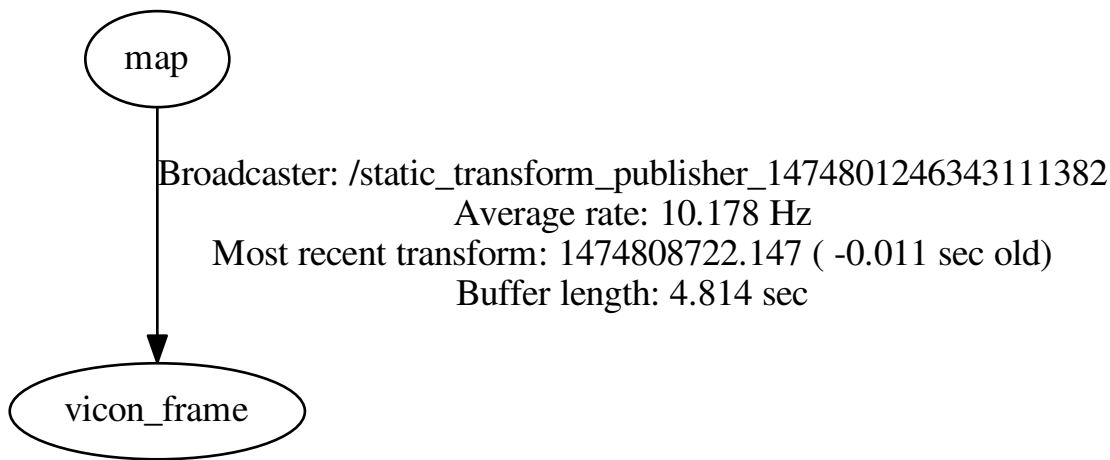 map
Broadcaster: /static_transform_publisher_1474801246343111382
Average rate: 10.178 Hz
Most recent transform: 1474808722.147 ( -0.011 sec old)
Buffer length: 4.814 sec
vicon_frame